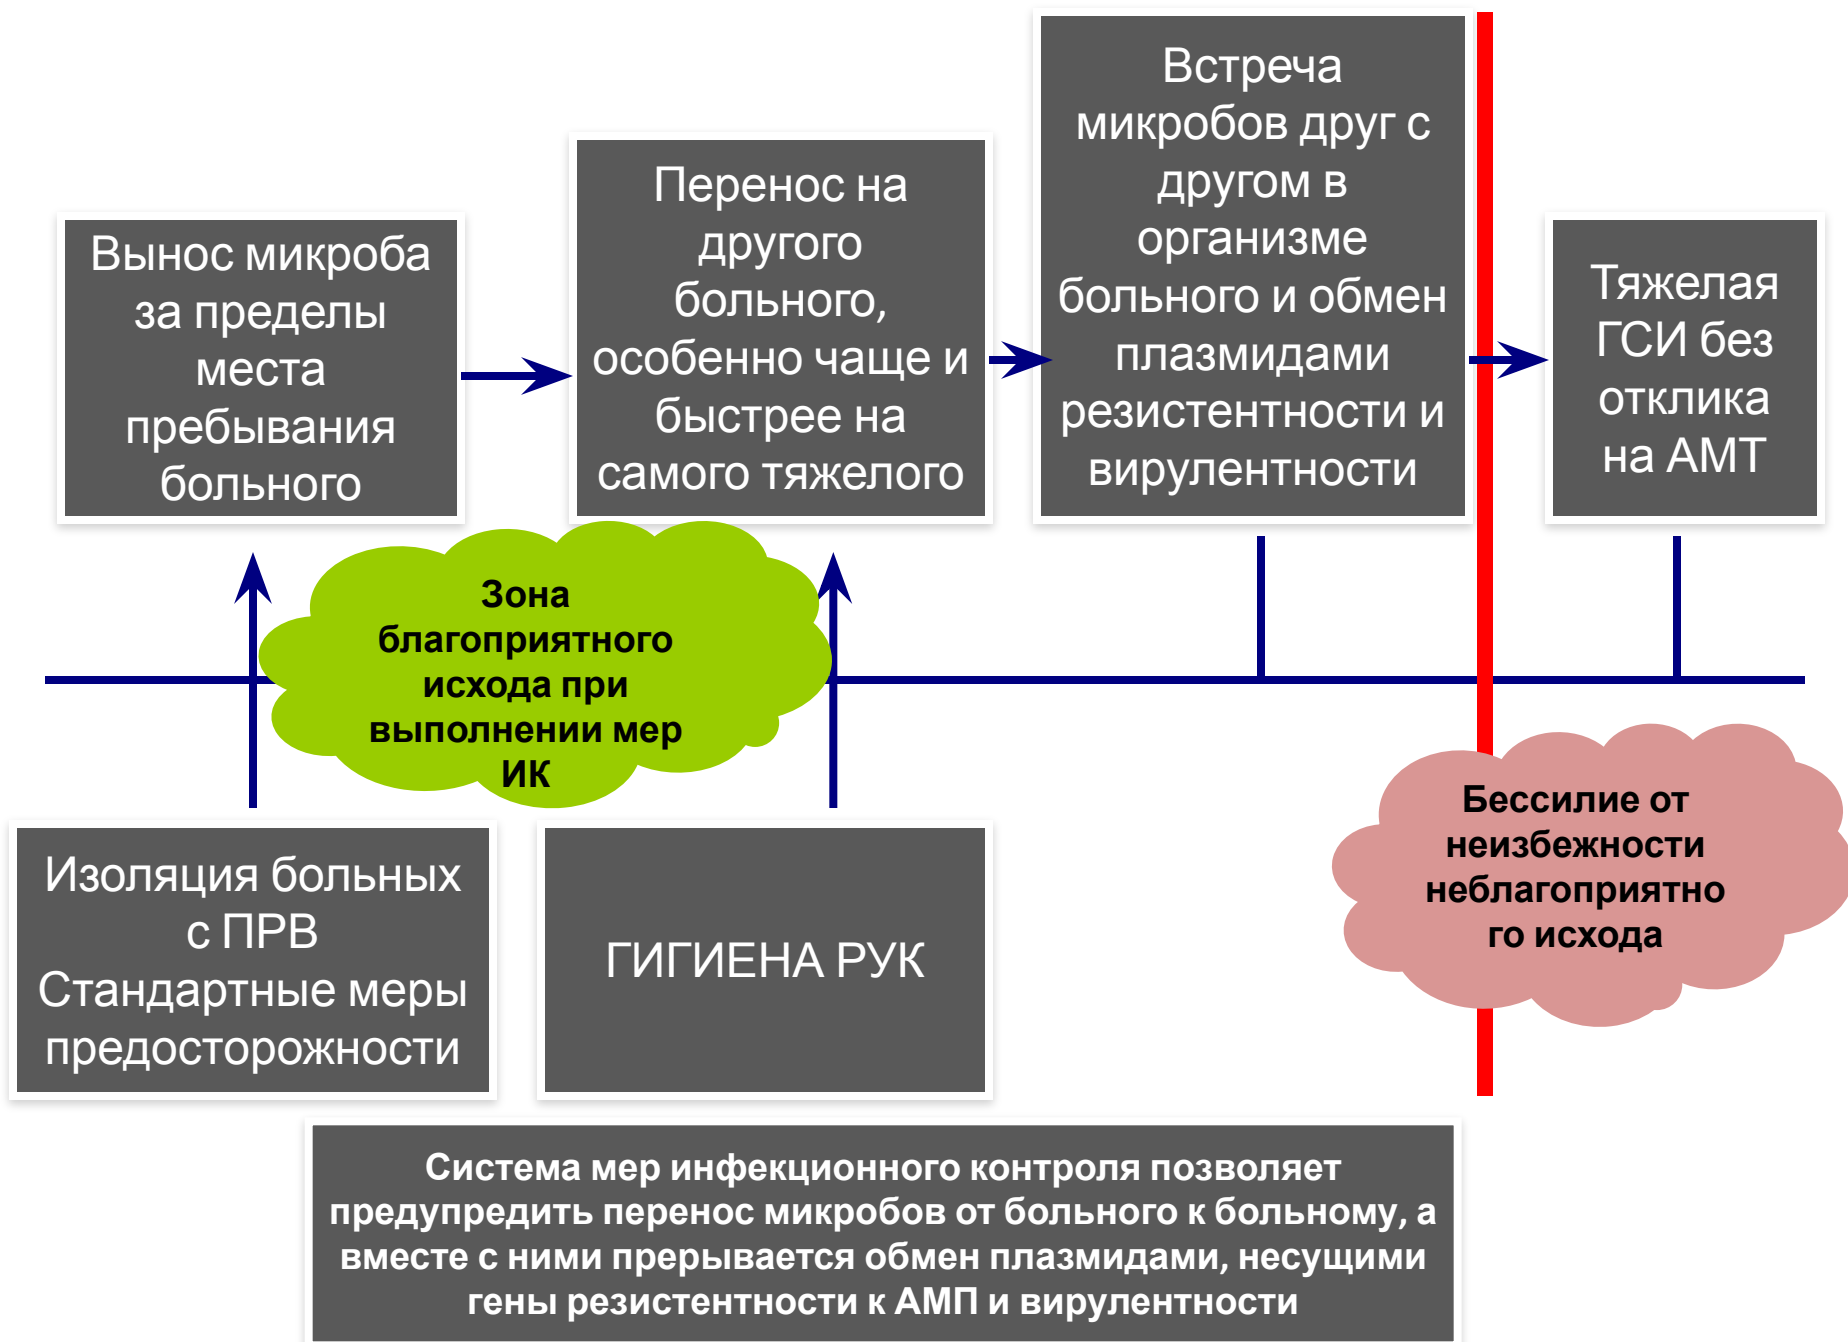 Вынос микроба
за пределы
места
пребывания
больного
Перенос на
другого
больного,
особенно чаще и
быстрее на
самого тяжелого
Встреча
микробов друг с
другом в
организме
больного и обмен
плазмидами
резистентности и
вирулентности
Тяжелая
ГСИ без
отклика
на АМТ
Зона
благоприятного
исхода при
выполнении мер
ИК
Бессилие от
неизбежности
неблагоприятно
го исхода
Изоляция больных
с ПРВ
Стандартные меры
предосторожности
ГИГИЕНА РУК
Система мер инфекционного контроля позволяет
предупредить перенос микробов от больного к больному, а
вместе с ними прерывается обмен плазмидами, несущими
гены резистентности к АМП и вирулентности